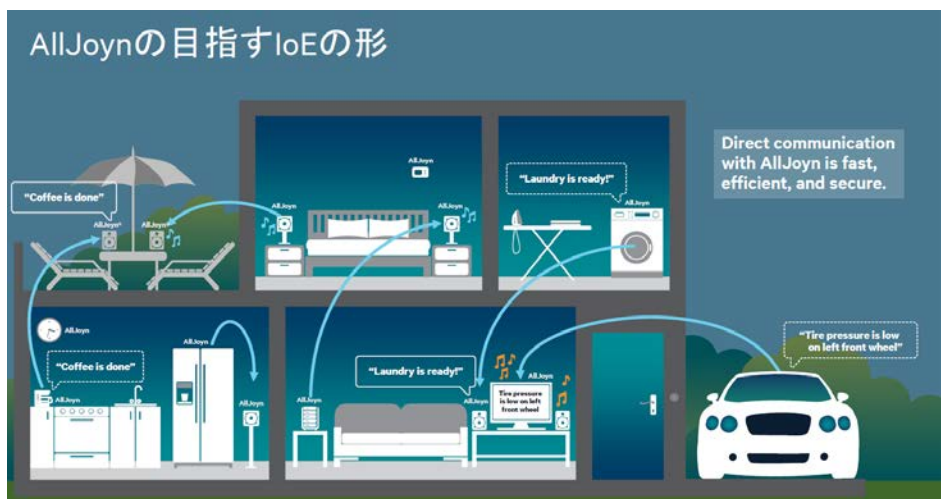 AllJoynの目指すIoEの形
Direct communication
with AllJoyn is fast,
efficient, and secure.
AllJoyn
"Laundry is ready!"
AllJoyn
"Coffee is done"
AllJoyn
AllJoyn
AllJoyn
AllJoyn
AllJoyn
AllJoyn
"Coffee is done"
AllJoyn
AllJoyn
"Laundry is ready!"
AllJoyn
AllJoyn
AllJoyn
Tire pressure
is low on left
front wheel
AllJoyn
"Tire pressure is low
on left front wheel"